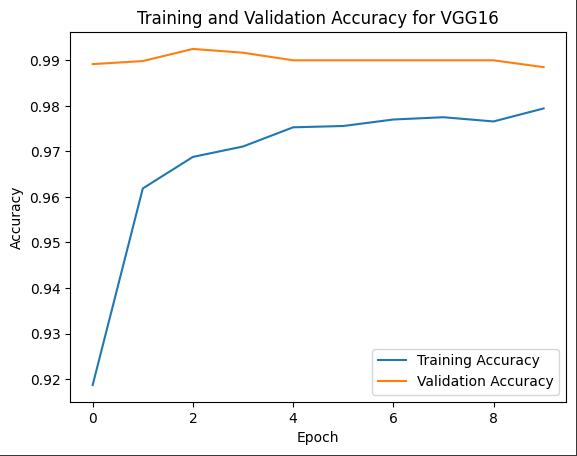 Training and Validation Accuracy for VGG16
Accuracy
0.99
0.98
0.97
0.96
0.95
0.94
0.93
0.92
Training Accuracy
Validation Accuracy
0 2 4 6 8
Epoch